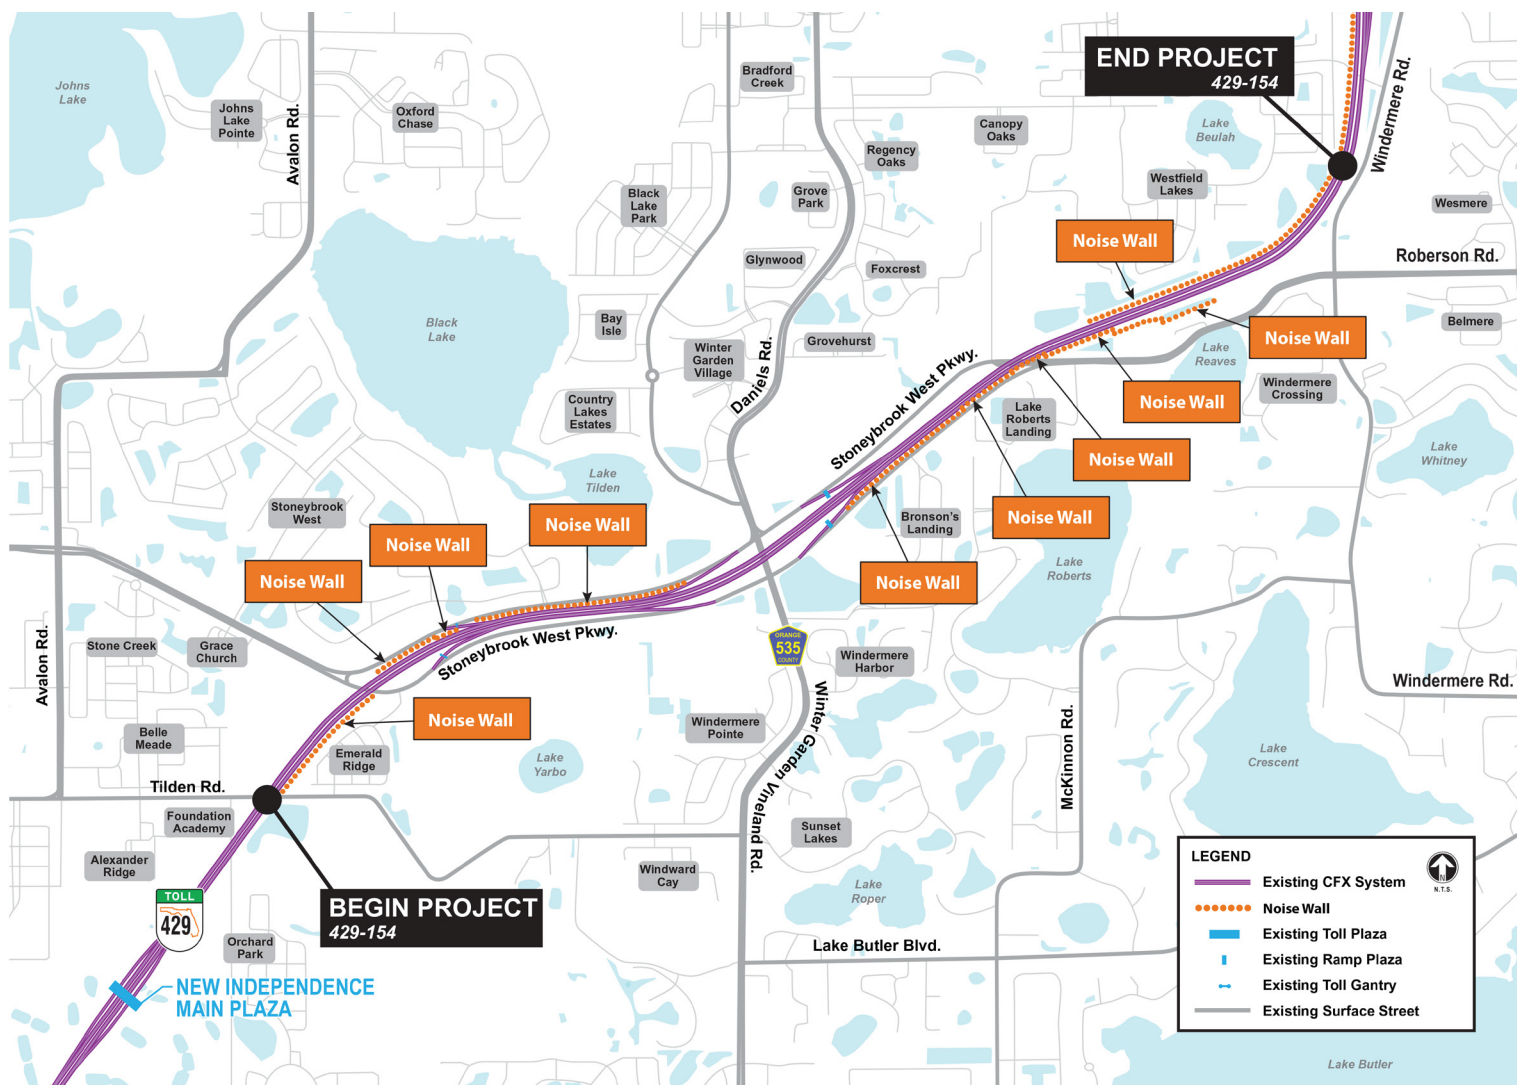 END PROJECT
429-154
Johns
Lake
Johns
Lake
Pointe
Avalon Rd.
Oxford
Chase
Bradford
Creek
Canopy
Oaks
Lake
Beulah
Windermere Rd.
Regency
Oaks
Westfield
Lakes
Black
Lake
Park
Grove
Park
Wesmere
Noise Wall
Roberson Rd.
Glynwood
Foxcrest
Black
Lake
Bay
Isle
Winter
Garden
Village
Daniels Rd.
Grovehurst
Stoneybrook West Pkwy.
Noise Wall
Belmere
Lake
Reaves
Windermere
Crossing
Noise Wall
Country
Lakes
Estates
Lake
Roberts
Landing
Noise Wall
Lake
Whitney
Lake
Tilden
Stoneybrook
West
Noise Wall
Noise Wall
Noise Wall
Bronson's
Landing
Noise Wall
Noise Wall
Lake
Roberts
Noise Wall
Stoneybrook West Pkwy.
ORANGE
535
COUNTY
Stone Creek
Grace
Church
Avalon Rd.
Windermere
Harbor
Windermere Rd.
Noise Wall
Windermere
Pointe
Winter Garden Vineland Rd.
McKinnon Rd.
Belle
Meade
Emerald
Ridge
Lake
Yarbo
Lake
Crescent
Tilden Rd.
Foundation
Academy
Sunset
Lakes
Alexander
Ridge
Windward
Cay
Lake
Roper
TOLL
429
BEGIN PROJECT
429-154
Orchard
Park
Lake Butler Blvd.
NEW INDEPENDENCE
MAIN PLAZA
LEGEND
N
N.T.S.
Existing CFX System
Noise Wall
Existing Toll Plaza
Existing Ramp Plaza
Existing Toll Gantry
Existing Surface Street
Lake Butler